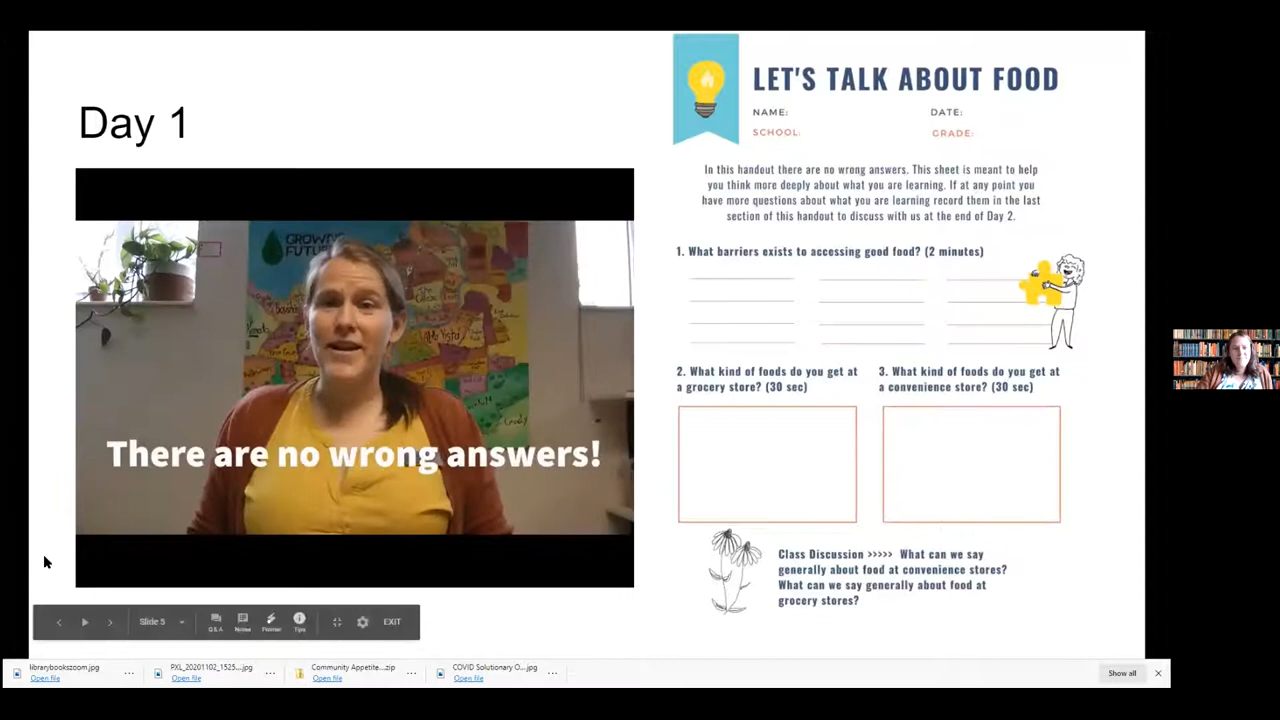 Day 1
GROWING
FUTURE
There are no wrong answers!
LET'S TALK ABOUT FOOD
NAME:
DATE:
SCHOOL:
GRADE:
In this handout there are no wrong answers. This sheet is meant to help
you think more deeply about what you are learning. If at any point you
have more questions about what you are learning record them in the last
section of this handout to discuss with us at the end of Day 2.
1. What barriers exists to accessing good food? (2 minutes)
2. What kind of foods do you get at
a grocery store? (30 sec)
3. What kind of foods do you get at
a convenience store? (30 sec)
Class Discussion >>>>> What can we say
generally about food at convenience stores?
What can we say generally about food at
grocery stores?
Slide 5
Q & A
Notes
Pointer
Tips
EXIT
librarybookszoom.jpg
Open file
PXL_20201102_1525....jpg
Open file
Community Appetite....zip
Open file
COVID Solutionary O....jpg
Open file
Show all